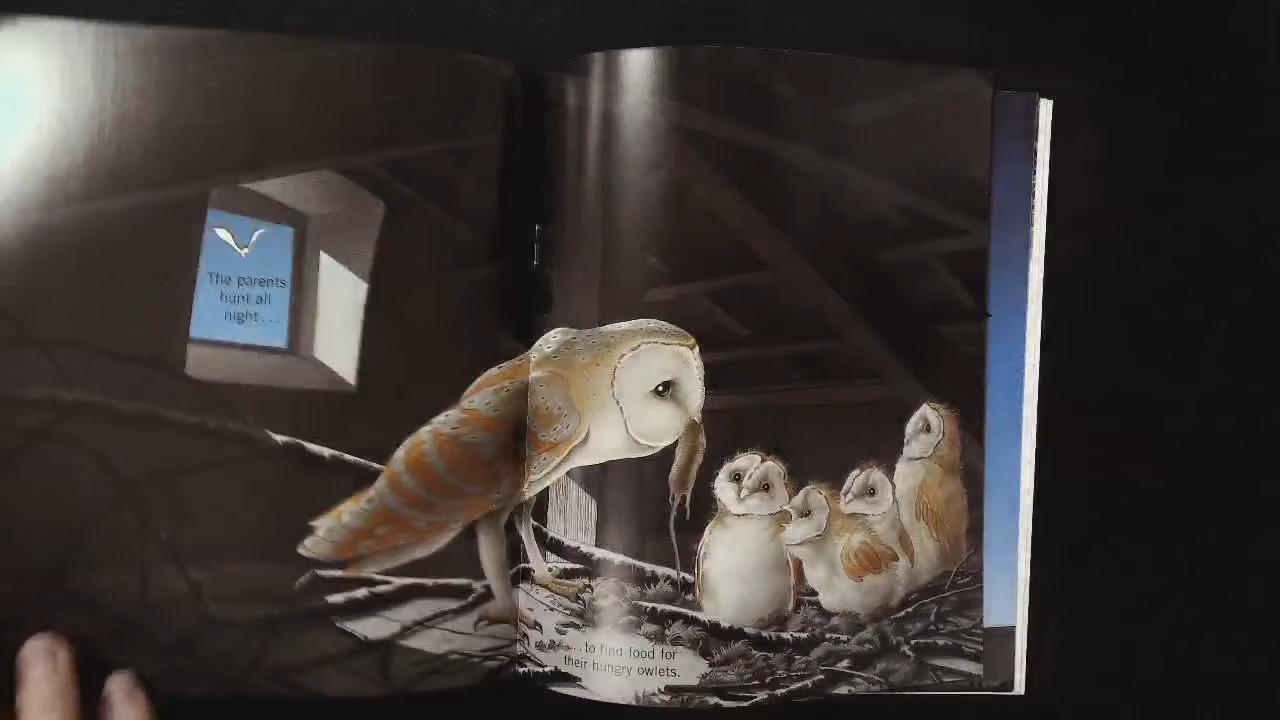 The parents
hunt all
night...
...to find food for
their hungry owlets.